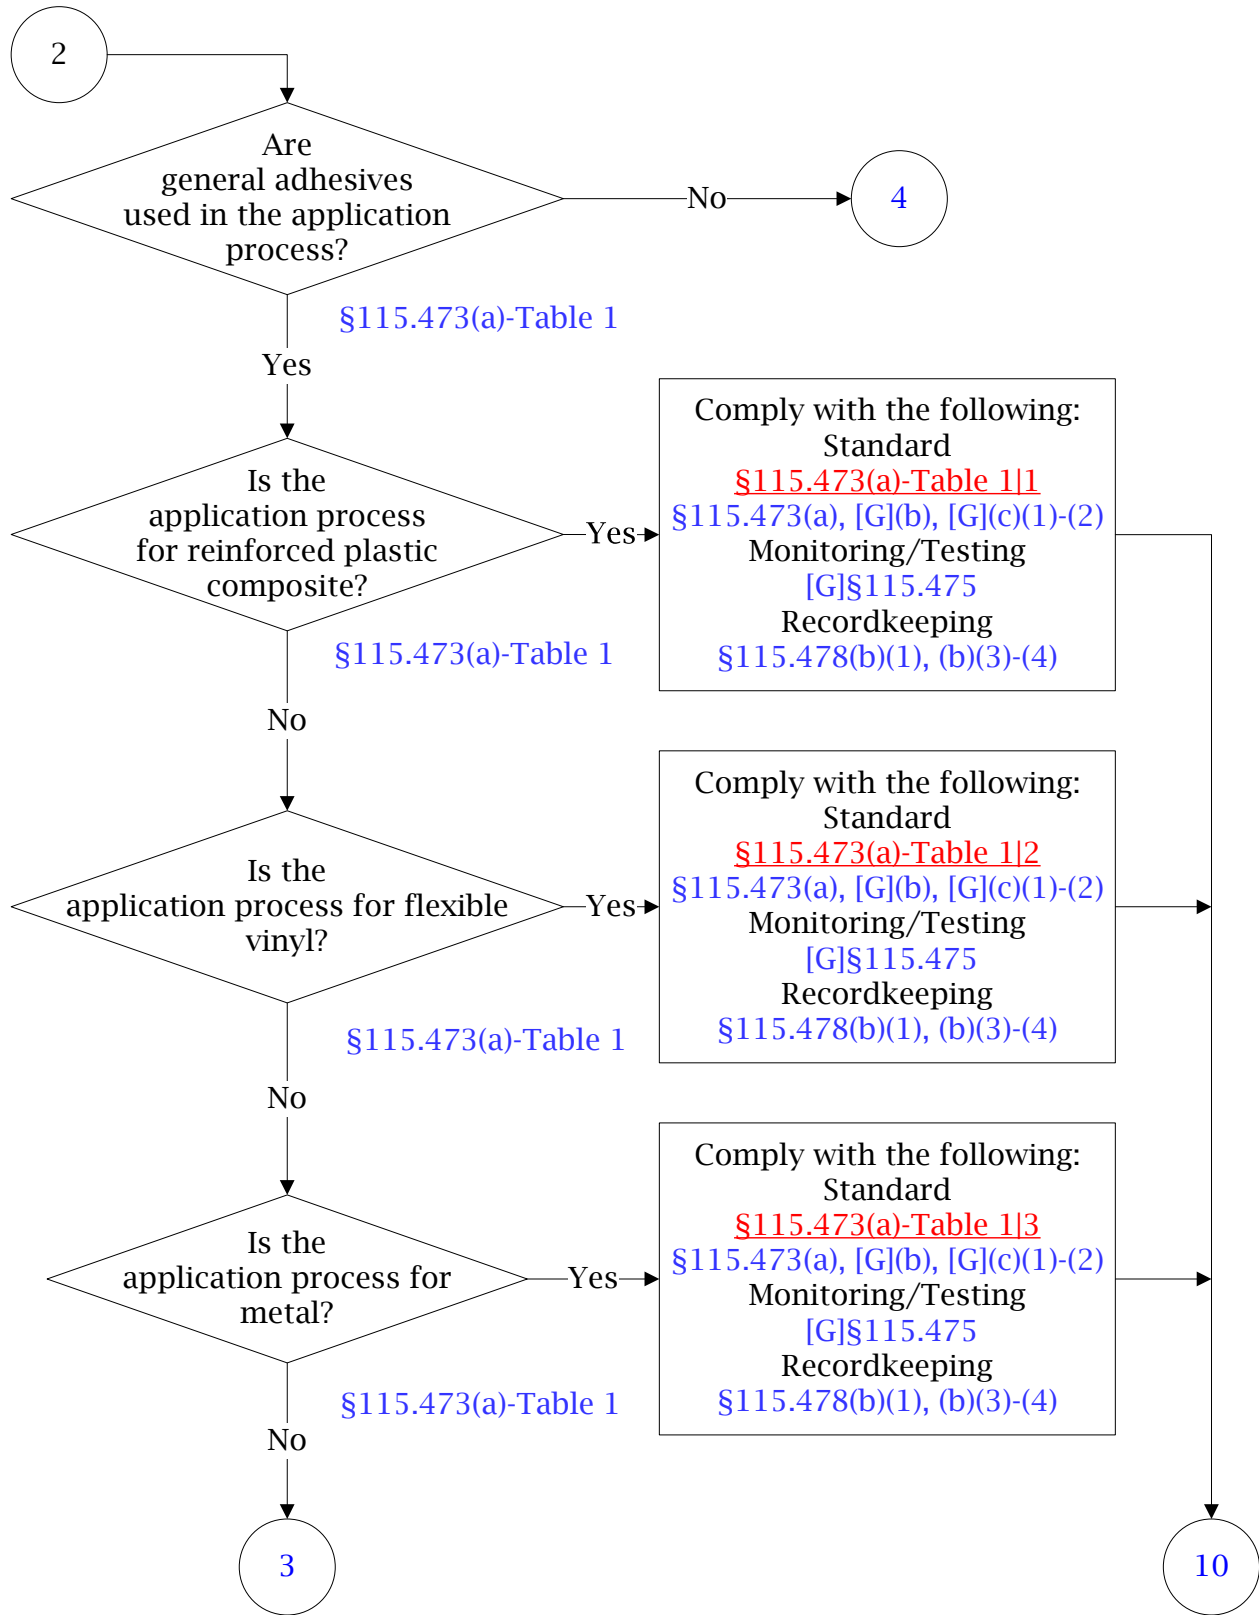 2
Are
general adhesives
used in the application
process?
No
4
§115.473(a)-Table 1
Yes
Is the
application process
for reinforced plastic
composite?
Yes
Comply with the following:
Standard
§115.473(a)-Table 1|1
§115.473(a), [G](b), [G](c)(1)-(2)
Monitoring/Testing
[G]§115.475
Recordkeeping
§115.478(b)(1), (b)(3)-(4)
§115.473(a)-Table 1
No
Is the
application process for flexible
vinyl?
Yes
Comply with the following:
Standard
§115.473(a)-Table 1|2
§115.473(a), [G](b), [G](c)(1)-(2)
Monitoring/Testing
[G]§115.475
Recordkeeping
§115.478(b)(1), (b)(3)-(4)
§115.473(a)-Table 1
No
Is the
application process for
metal?
Yes
Comply with the following:
Standard
§115.473(a)-Table 1|3
§115.473(a), [G](b), [G](c)(1)-(2)
Monitoring/Testing
[G]§115.475
Recordkeeping
§115.478(b)(1), (b)(3)-(4)
§115.473(a)-Table 1
No
3
10